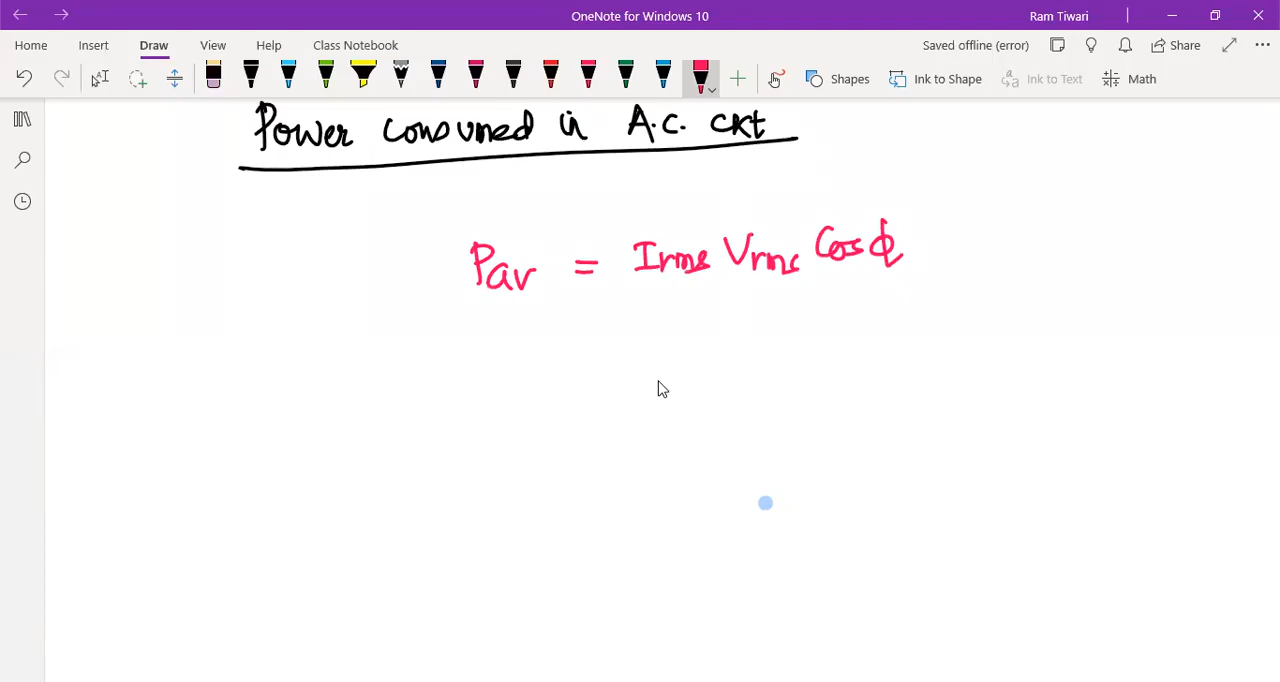 OneNote for Windows 10
Ram Tiwari
Home Insert Draw View Help Class Notebook
Saved offline (error) Share
Shapes Ink to Shape Ink to Text Math
Power consumed in A.C. CKT
Pav = Irms Vrms Cosϕ